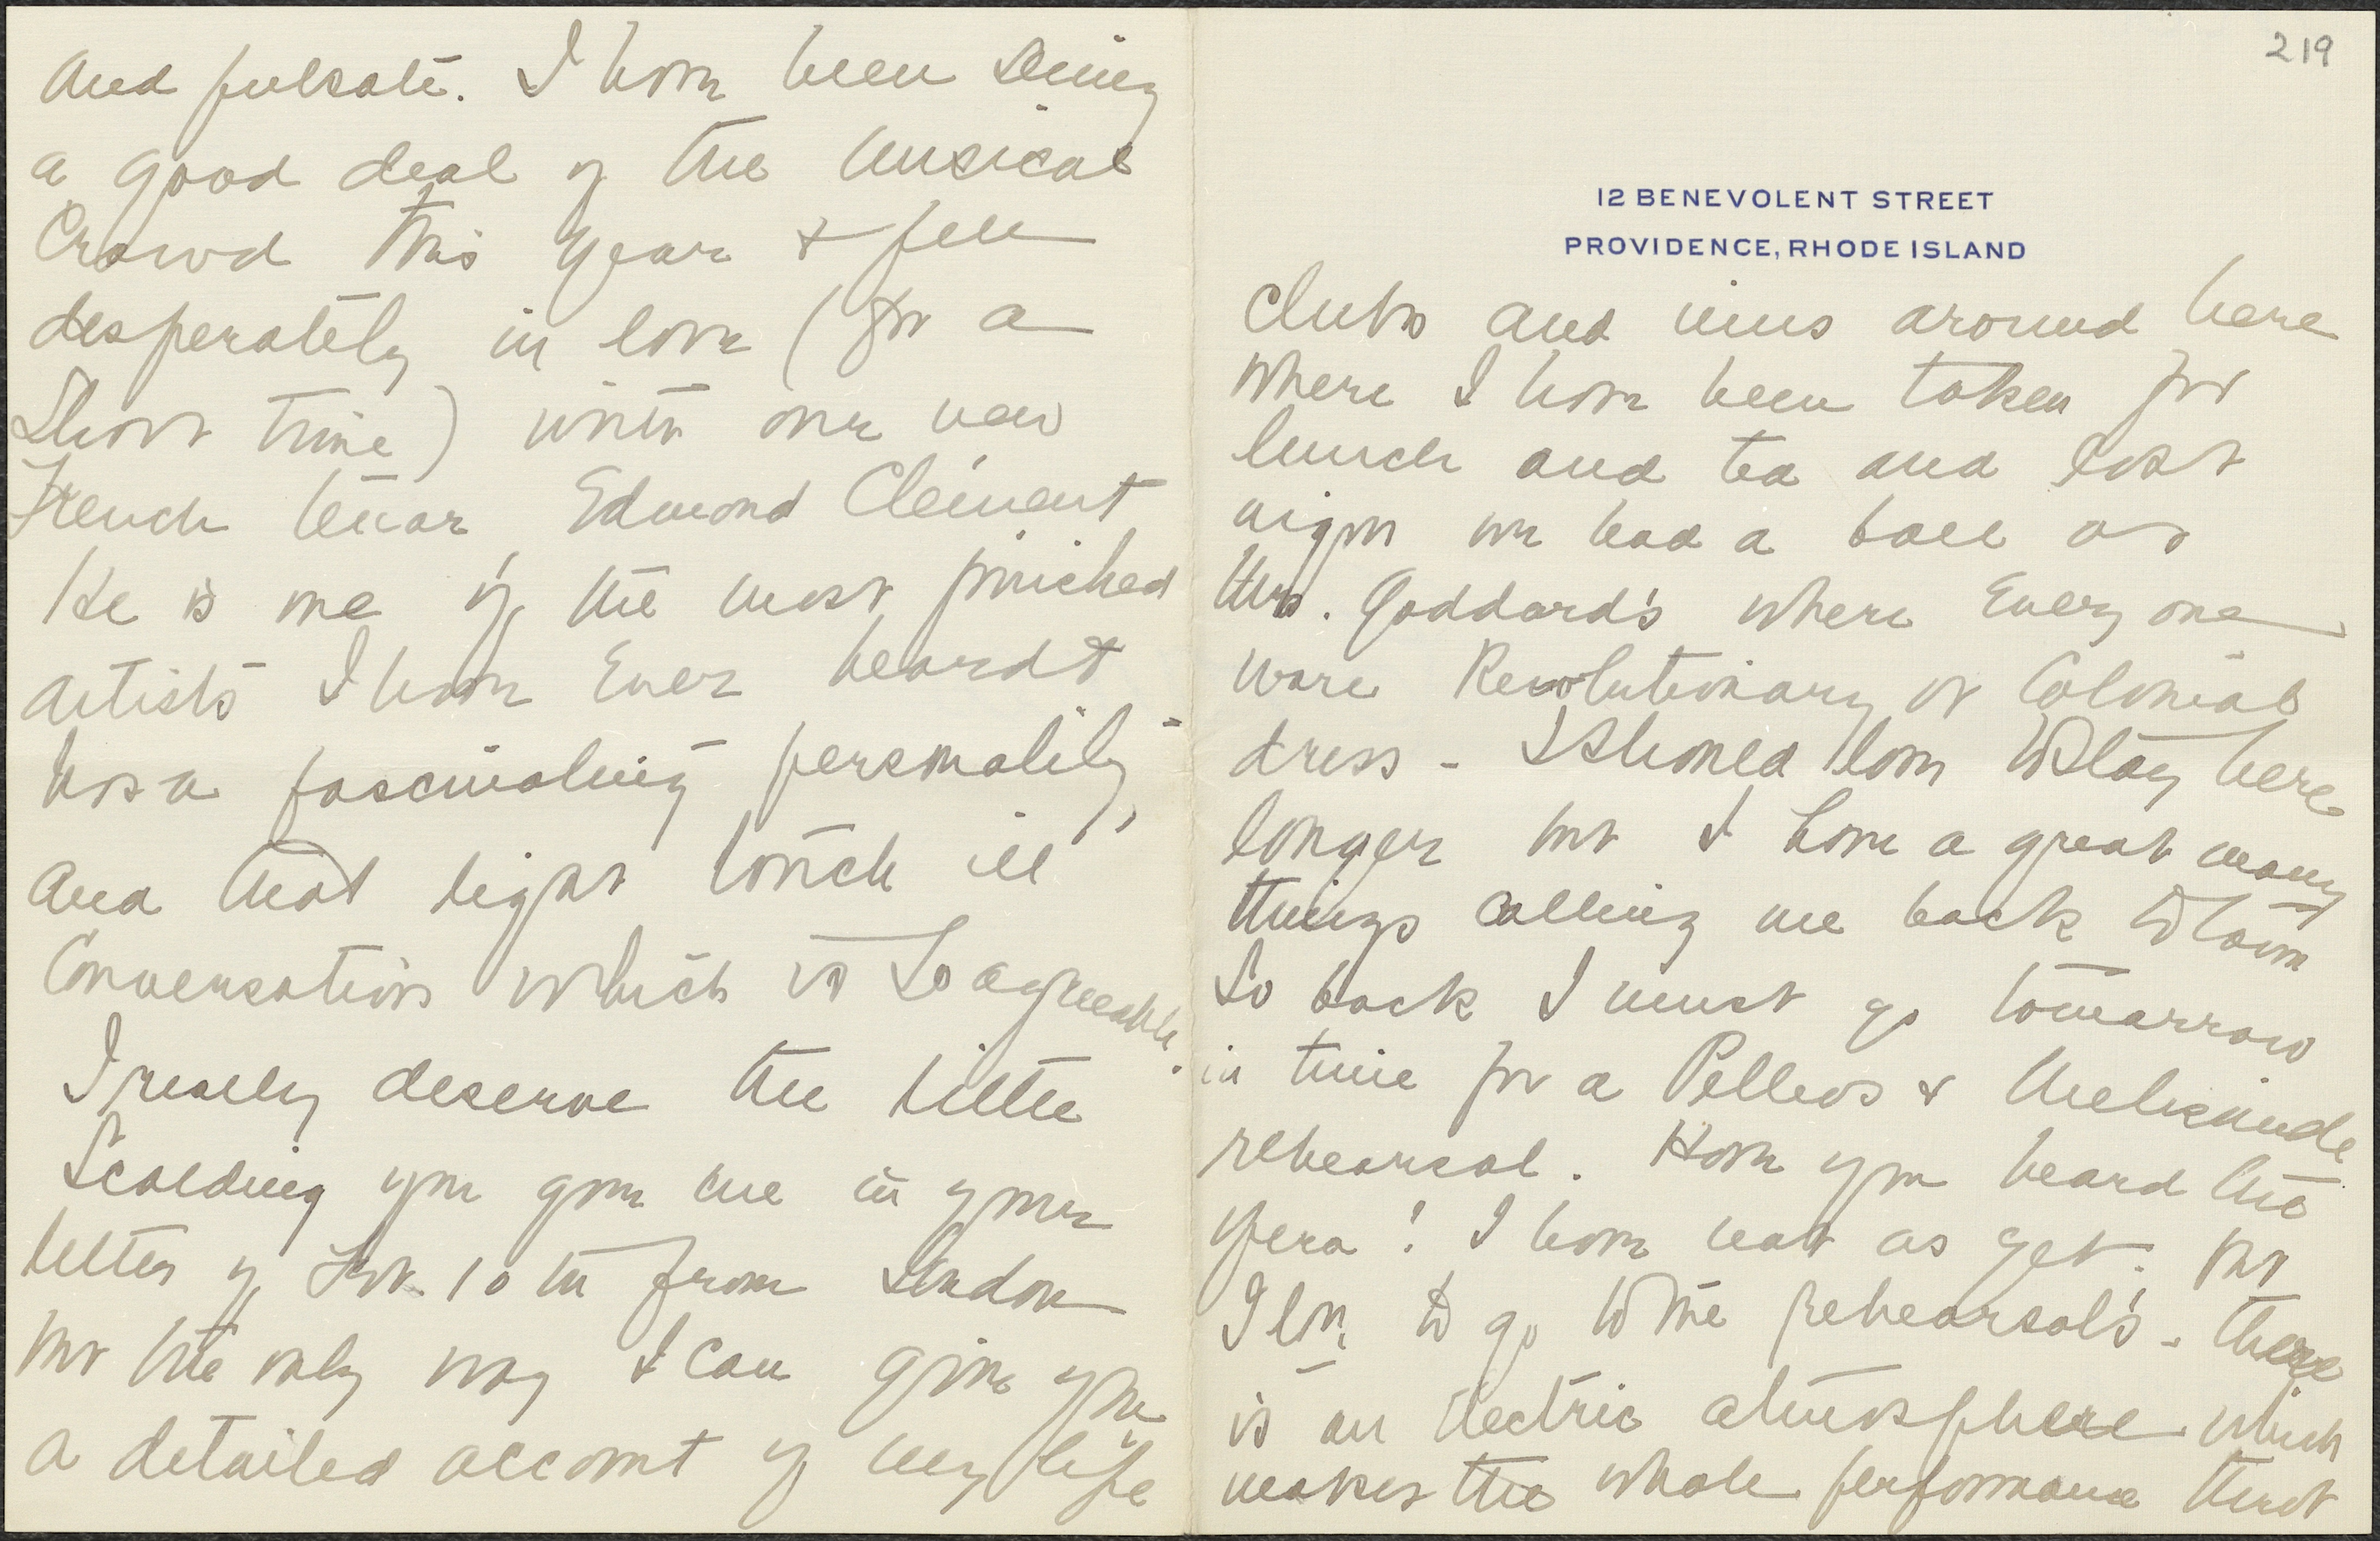 and pulsate. I have been seeing
a good deal of the musical
crowd this year & fell
desperately in love (for a
short time) with our new
French tenor Edmond Clément
He is one of the most finished
artists I have ever heard &
has a fascinating personality,
and that light touch in
conversation which is so agreeable.
I really deserve the little
scolding you gave me in your
letter of Feb. 10th from London
but the only way I can give you
a detailed account of my life
219
12 BENEVOLENT STREET
PROVIDENCE, RHODE ISLAND
clubs and inns around here
where I have been taken for
lunch and tea and last
night we had a ball at
Mrs. Goddard's where every one
wore Revolutionary or Colonial
dress - I should love to stay here
longer but I have a great many
things calling me back to town
so back I must go tomorrow
in time for a Pelleas & Melisande
rehearsal. Have you heard the
opera? I have not as yet. But
I love to go to the rehearsals - there
is an electric atmosphere which
makes the whole performance throb